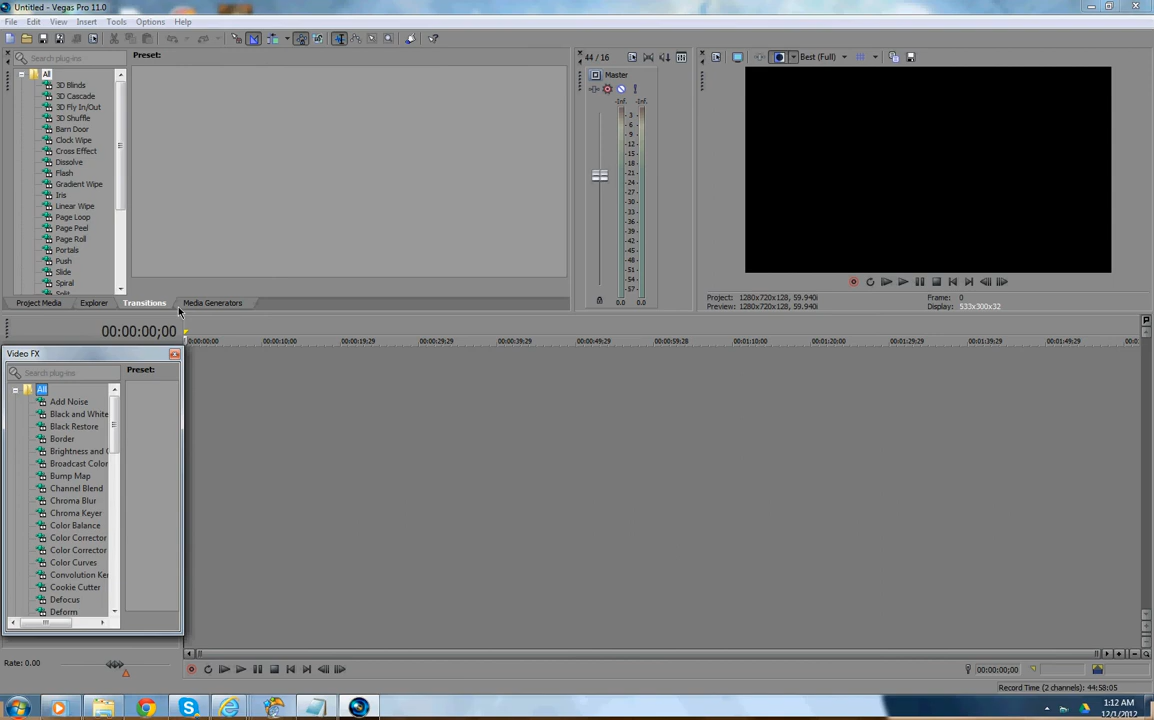 Untitled - Vegas Pro 11.0
File Edit View Insert Tools Options Help
Search plug-ins
Preset:
All
3D Blinds
3D Cascade
3D Fly In/Out
3D Shuffle
Barn Door
Clock Wipe
Cross Effect
Dissolve
Flash
Gradient Wipe
Iris
Linear Wipe
Page Loop
Page Peel
Page Roll
Portals
Push
Slide
Spiral
Split
Project Media Explorer Transitions Media Generators
44 / 16
Master
-Inf. -Inf.
3
6
9
12
15
18
21
24
27
30
33
36
39
42
45
48
51
54
57
0.0 0.0
Best (Full)
Project: 1280x720x128, 59.940i
Preview: 1280x720x128, 59.940i
Frame: 0
Display: 533x300x32
00:00:00;00
00:00:00 00:00:10;00 00:00:19;29 00:00:29;29 00:00:39;29 00:00:49;29 00:00:59;28 00:01:10;00 00:01:20;00 00:01:29;29 00:01:39;29 00:01:49;29
Video FX
Search plug-ins
Preset:
All
Add Noise
Black and White
Black Restore
Border
Brightness and C
Broadcast Color
Bump Map
Channel Blend
Chroma Blur
Chroma Keyer
Color Balance
Color Corrector
Color Corrector
Color Curves
Convolution Ke
Cookie Cutter
Defocus
Deform
Rate: 0.00
00:00:00;00
Record Time (2 channels): 44:58:05
1:12 AM
12/1/2012